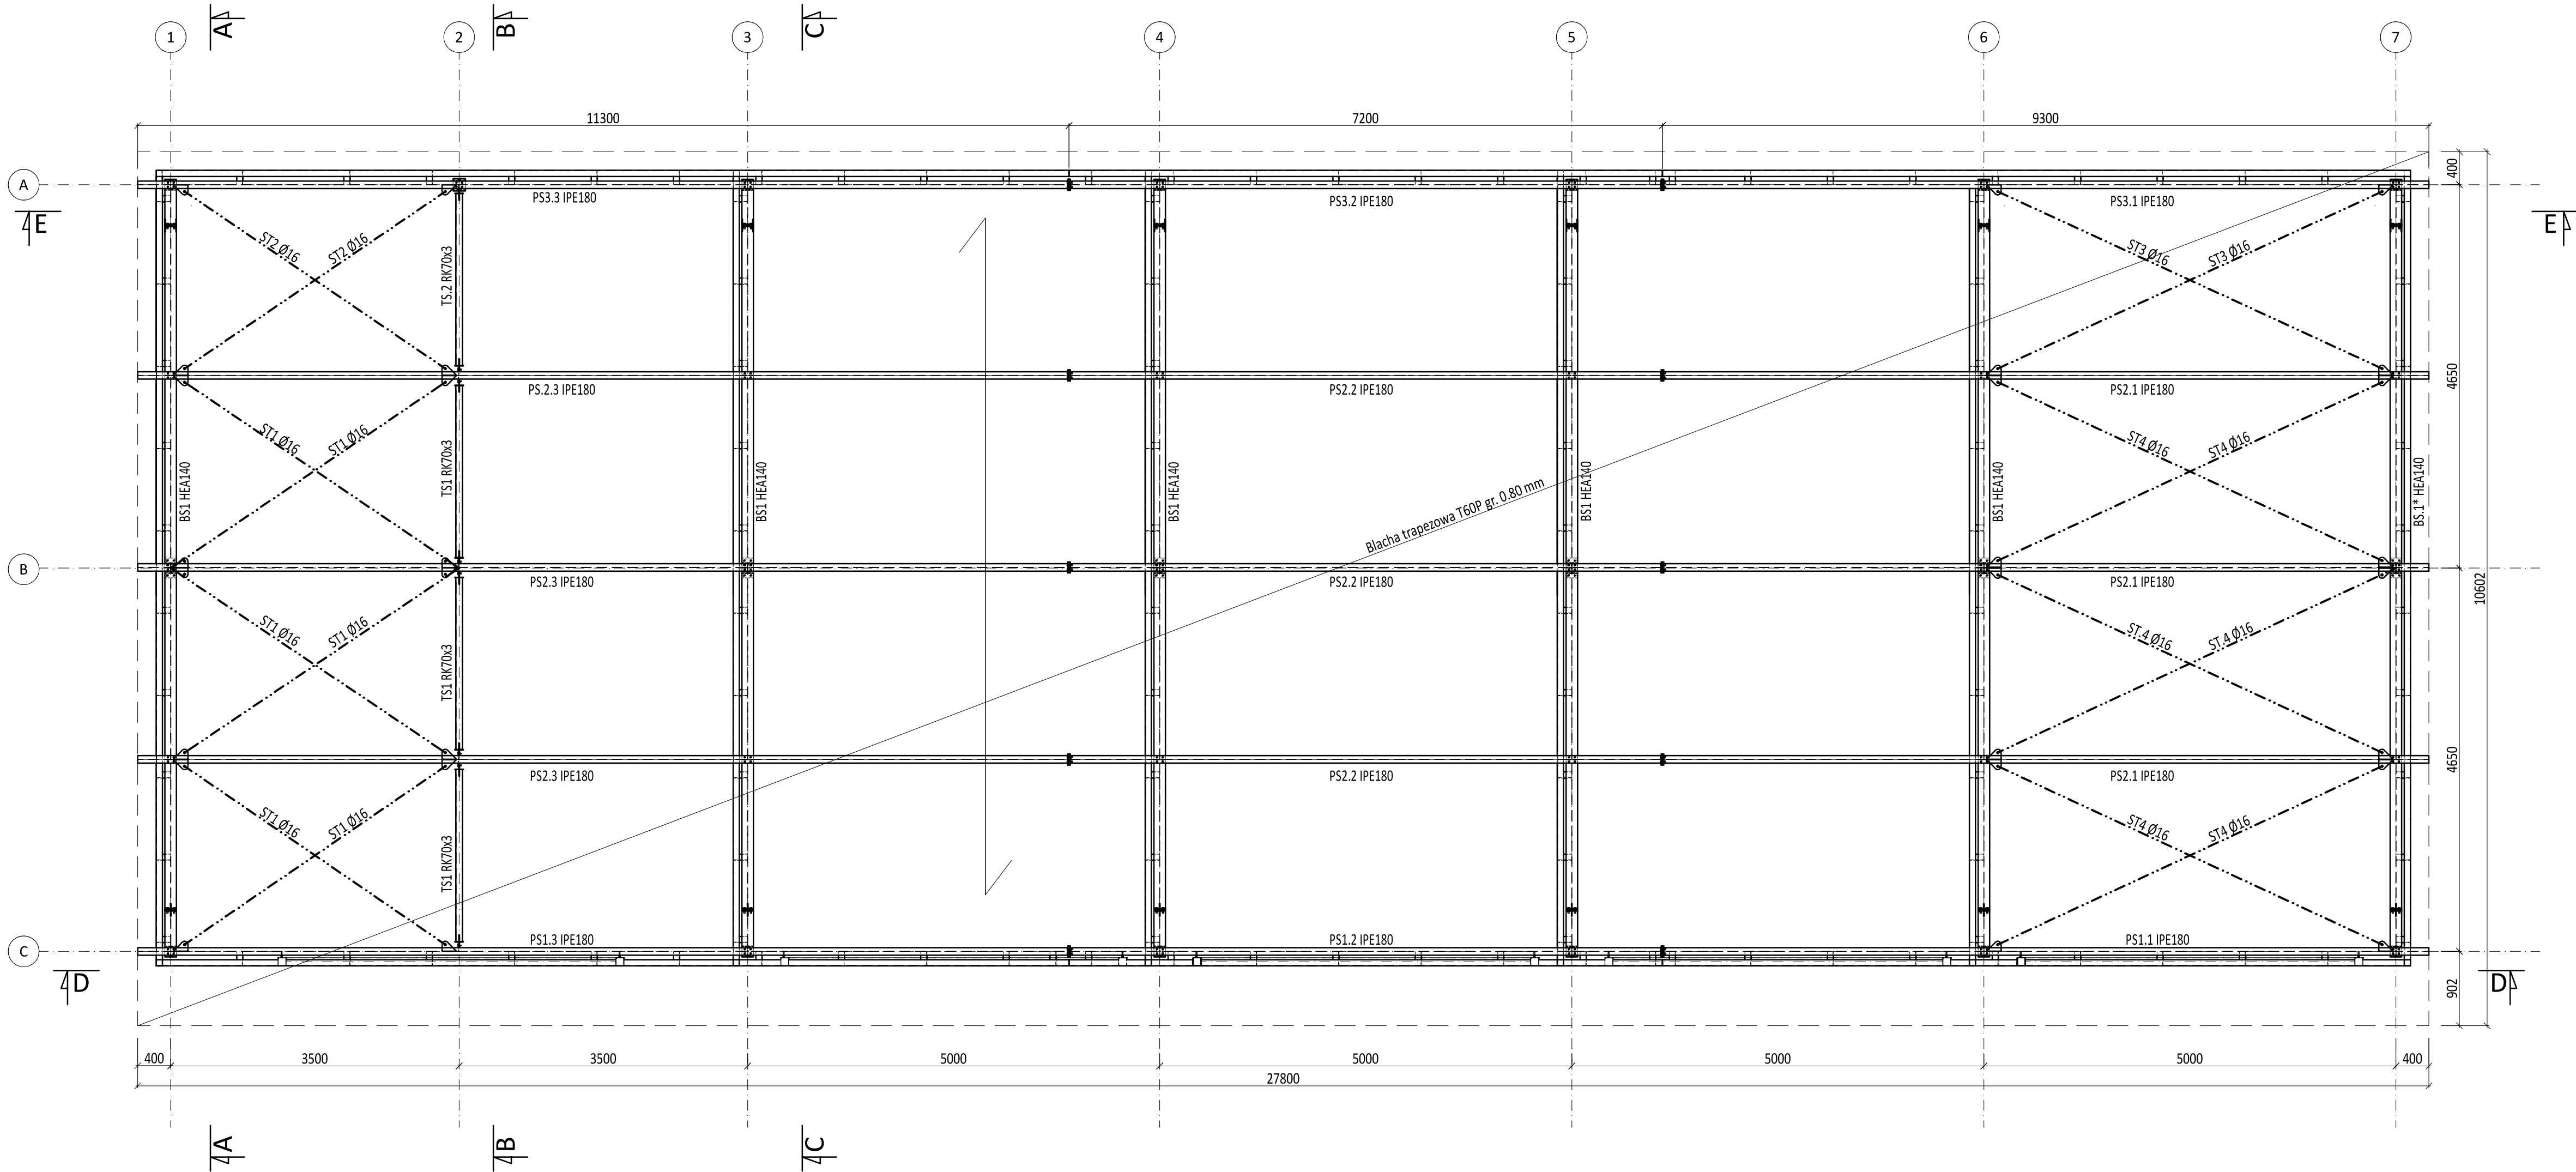 A B C
1 2 3 4 5 6 7
11300 7200 9300
400
A
PS3.3 IPE180 PS3.2 IPE180 PS3.1 IPE180
E E
ST2 Ø16 ST2 Ø16 TS.2 RK70x3 ST3 Ø16 ST3 Ø16
4650
PS.2.3 IPE180 PS2.2 IPE180 PS2.1 IPE180
ST1 Ø16 ST1 Ø16 TS1 RK70x3 ST4 Ø16 ST4 Ø16
BS1 HEA140 BS1 HEA140 BS1 HEA140 BS1 HEA140 BS1 HEA140 BS.1* HEA140
Blacha trapezowa T60P gr. 0.80 mm
B
PS2.3 IPE180 PS2.2 IPE180 PS2.1 IPE180
10602
ST1 Ø16 ST1 Ø16 TS1 RK70x3 ST.4 Ø16 ST.4 Ø16
4650
PS2.3 IPE180 PS2.2 IPE180 PS2.1 IPE180
ST1 Ø16 ST1 Ø16 TS1 RK70x3 ST4 Ø16 ST4 Ø16
PS1.3 IPE180 PS1.2 IPE180 PS1.1 IPE180
C
D D
902
400 3500 3500 5000 5000 5000 5000 400
27800
A B C